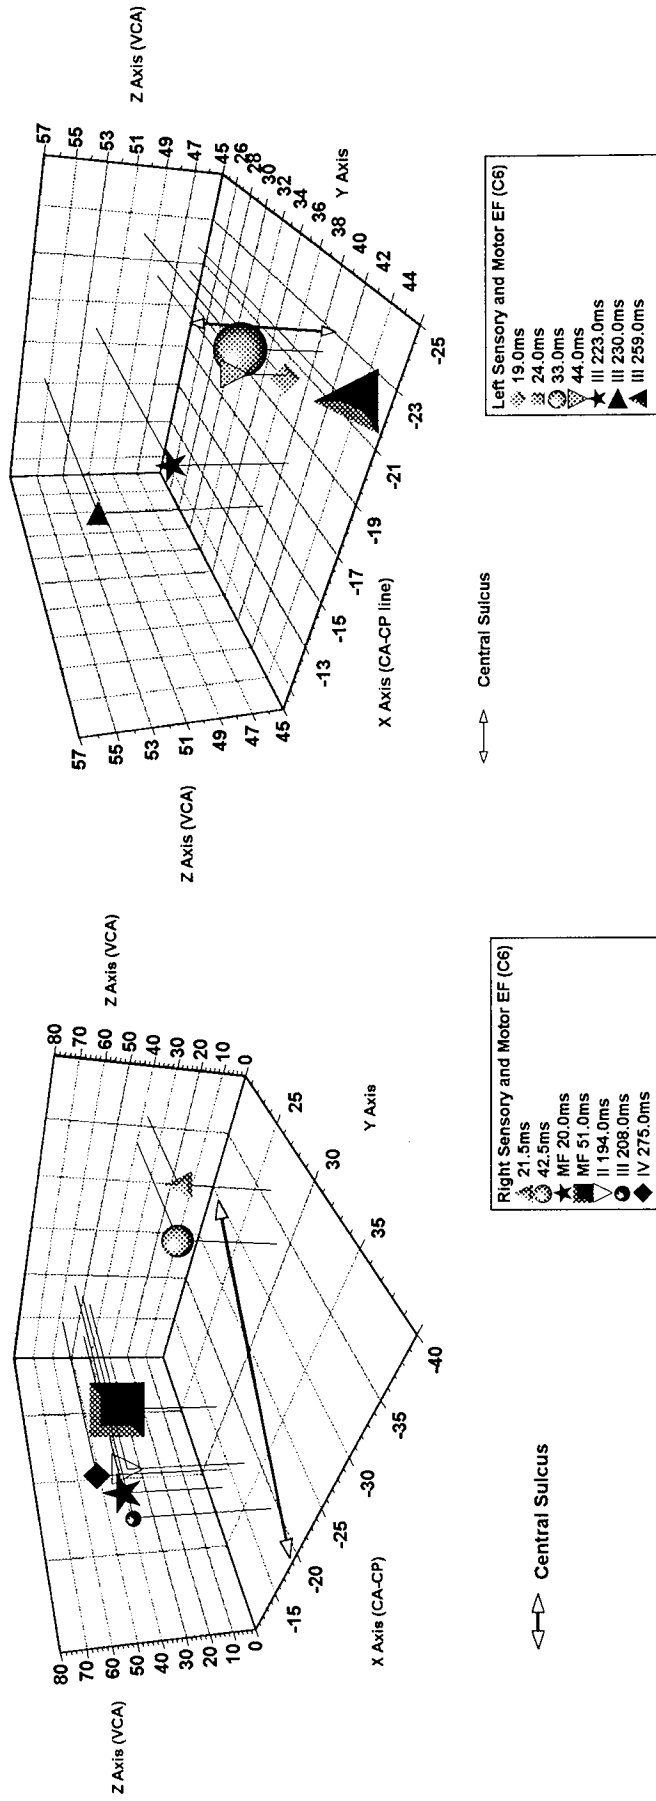 Z Axis (VCA)
Z Axis (VCA)
80
70
60
50
40
30
20
10
0
80
70
60
50
40
30
20
10
0
-15
-20
-25
-30
-35
-40
25
30
35
X Axis (CA-CP)
Y Axis
Central Sulcus
Right Sensory and Motor EF (C6)
21.5ms
42.5ms
MF 20.0ms
MF 51.0ms
II 194.0ms
III 208.0ms
IV 275.0ms
Z Axis (VCA)
Z Axis (VCA)
57
55
53
51
49
47
45
57
55
53
51
49
47
45
26
28
30
32
34
36
38
40
42
44
-13
-15
-17
-19
-21
-23
-25
X Axis (CA-CP line)
Y Axis
Central Sulcus
Left Sensory and Motor EF (C6)
19.0ms
24.0ms
33.0ms
44.0ms
III 223.0ms
III 230.0ms
III 259.0ms